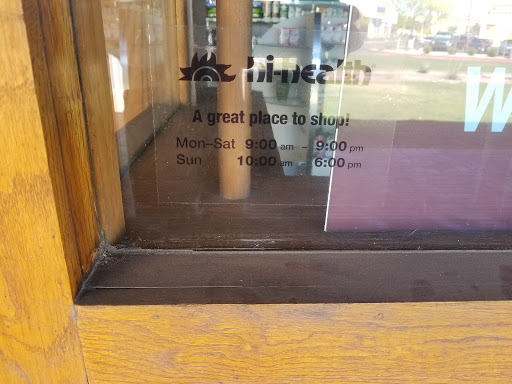 hi-health
A great place to shop!
Mon–Sat 9:00 am – 9:00 pm
Sun 10:00 am 6:00 pm
W